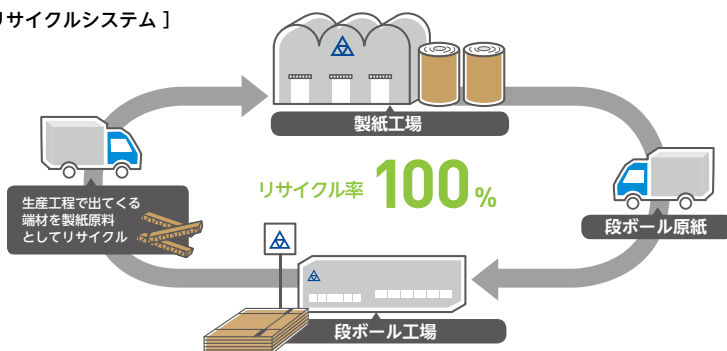 リサイクルシステム ]
製紙工場
リサイクル率 100%
生産工程で出てくる
端材を製紙原料
としてリサイクル
段ボール原紙
段ボール工場